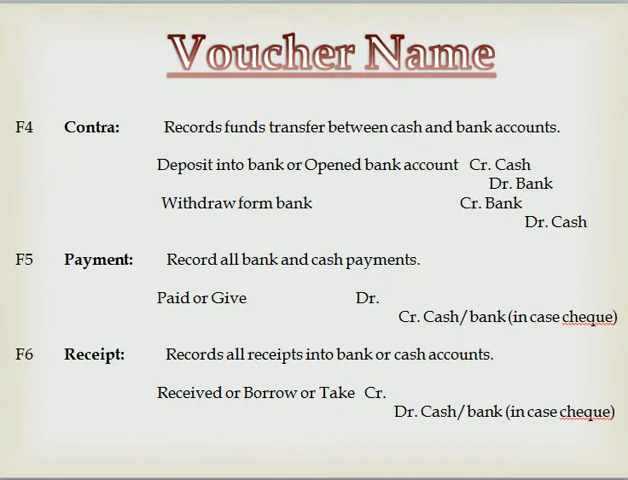 Voucher Name
F4 Contra: Records funds transfer between cash and bank accounts.
Deposit into bank or Opened bank account Cr. Cash
Dr. Bank
Withdraw form bank Cr. Bank
Dr. Cash
F5 Payment: Record all bank and cash payments.
Paid or Give Dr.
Cr. Cash/bank (in case cheque)
F6 Receipt: Records all receipts into bank or cash accounts.
Received or Borrow or Take Cr.
Dr. Cash/bank (in case cheque)